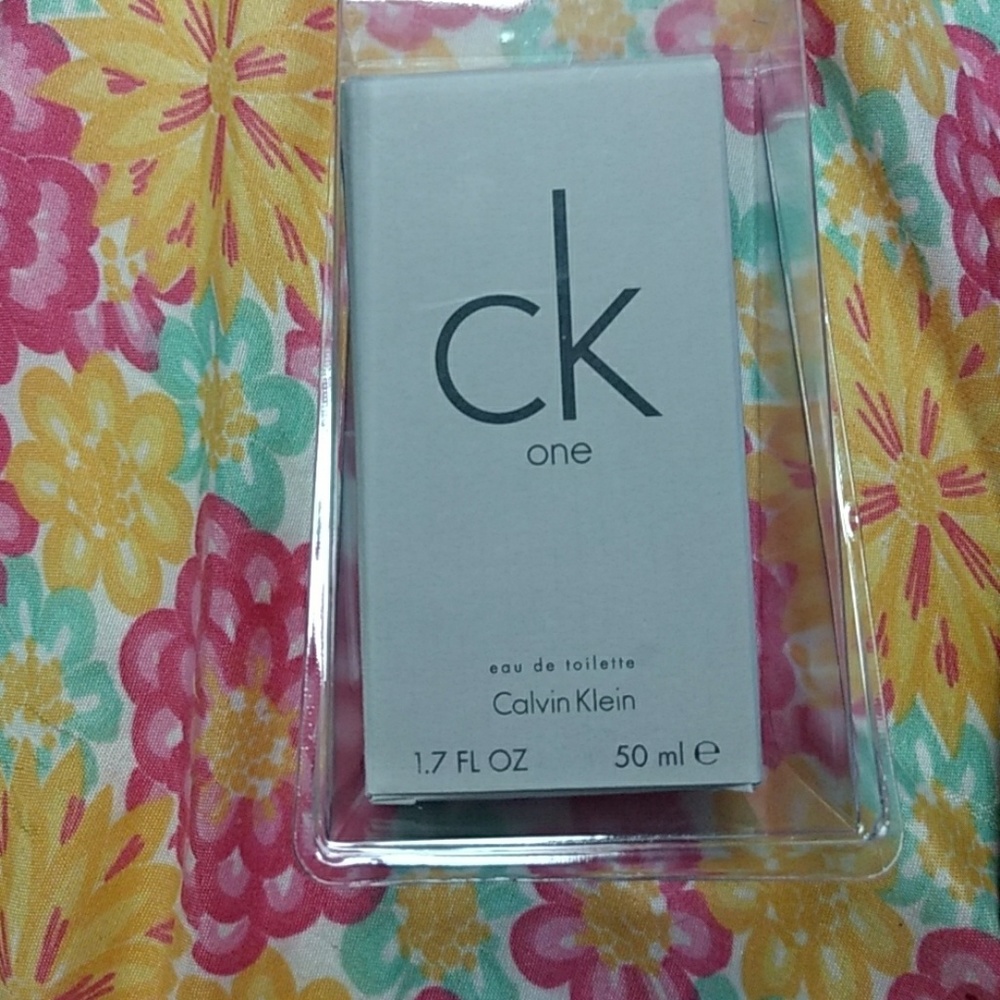 ck
one
eau de toilette
Calvin Klein
1.7 FL OZ 50 ml ℮